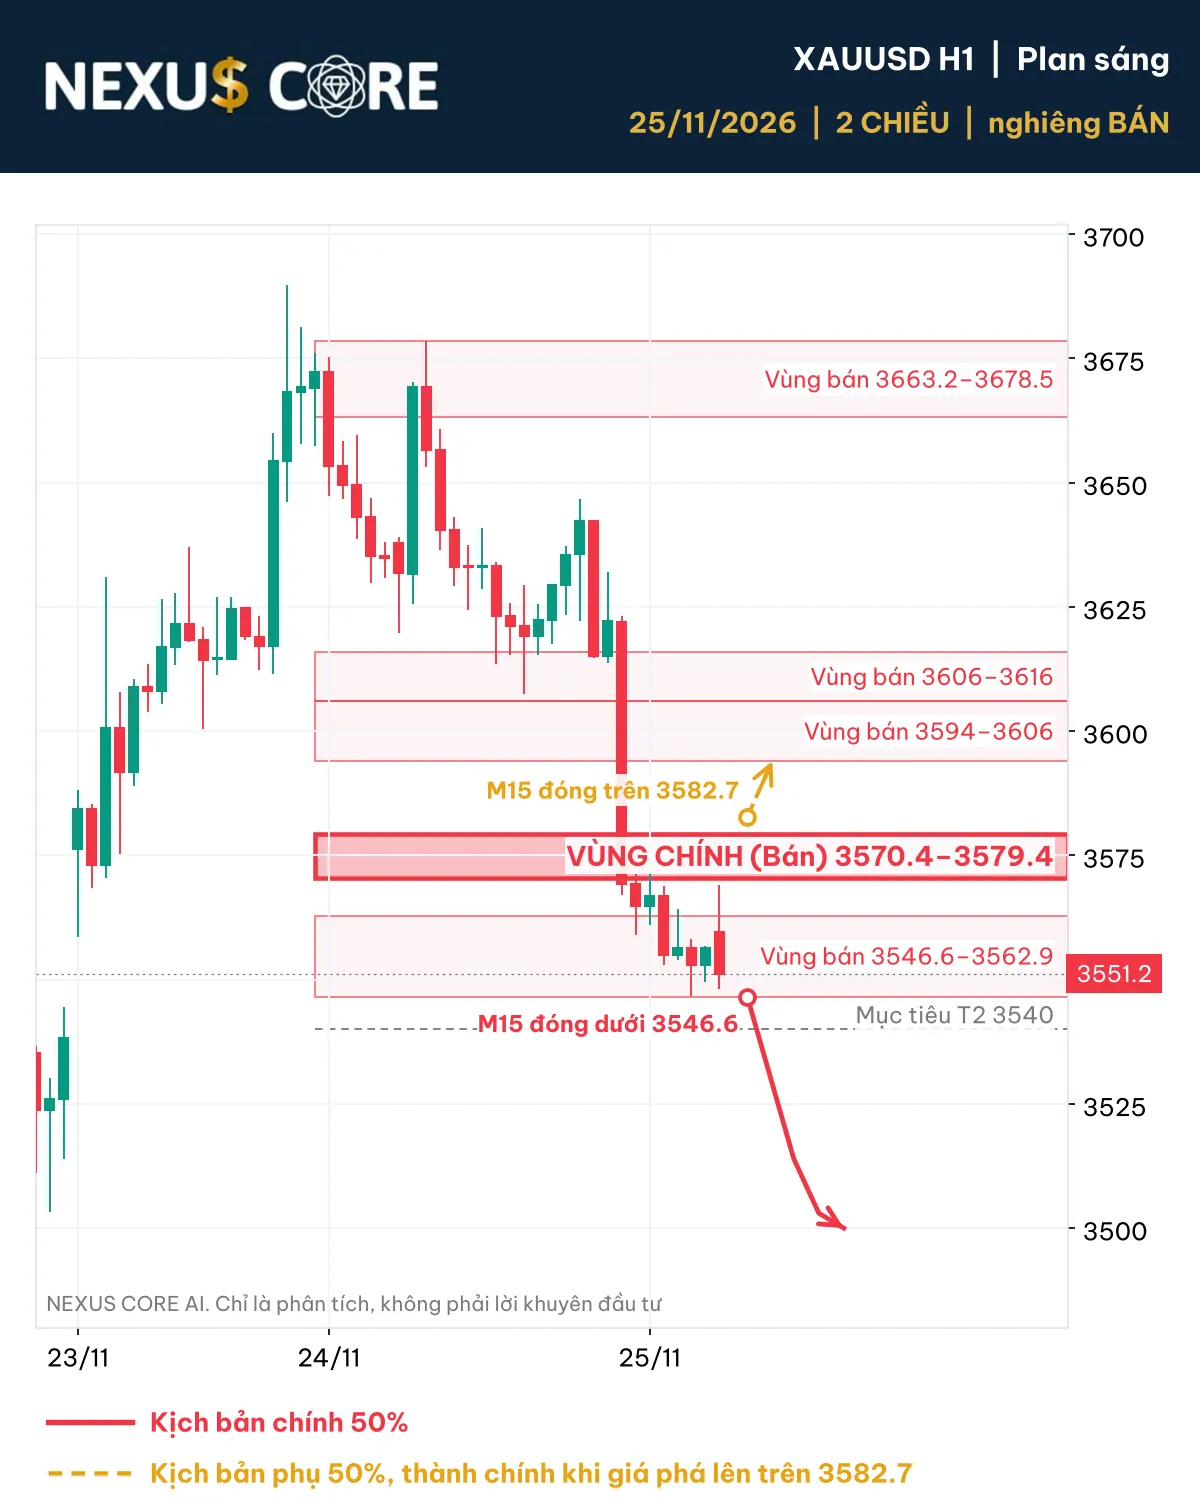 NEXU$ CORE
XAUUSD H1 | Plan sáng
25/11/2026 | 2 CHIỀU | nghiêng BÁN
3700
3675
Vùng bán 3663.2–3678.5
3650
3625
Vùng bán 3606–3616
Vùng bán 3594–3606
3600
M15 đóng trên 3582.7
VÙNG CHÍNH (Bán) 3570.4–3579.4
3575
Vùng bán 3546.6–3562.9
3551.2
Mục tiêu T2 3540
M15 đóng dưới 3546.6
3525
3500
NEXUS CORE AI. Chỉ là phân tích, không phải lời khuyên đầu tư
23/11
24/11
25/11
Kịch bản chính 50%
Kịch bản phụ 50%, thành chính khi giá phá lên trên 3582.7